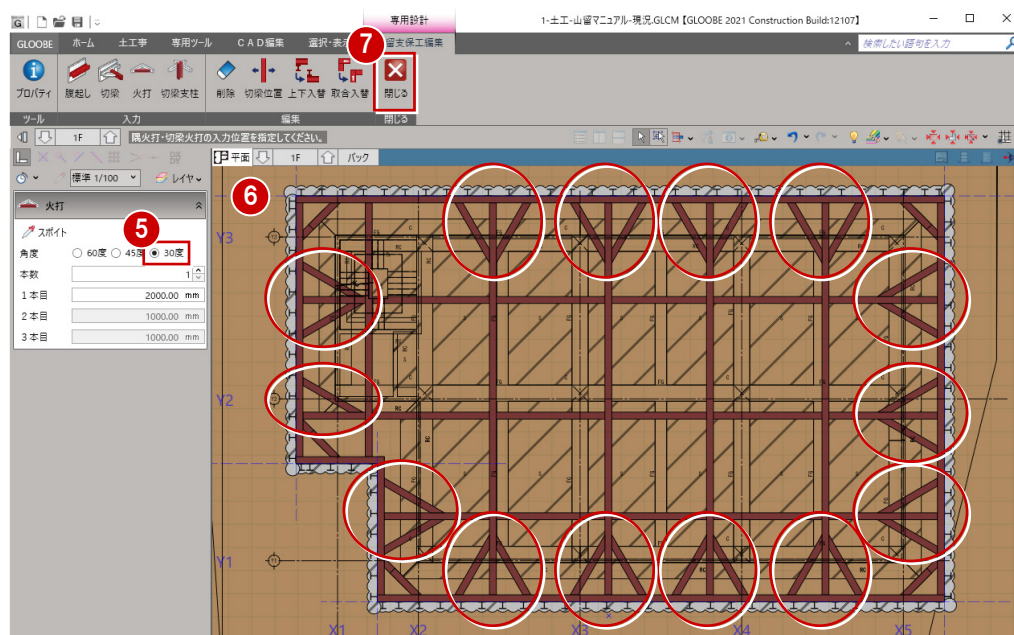 専用設計
1-土工-山留マニュアル-現況.GLCM【GLOOBE 2021 Construction Build:12107】
GLOOBE ホーム 土工事 専用ツール CAD編集 選択・表 留支保工編集 検索したい語句を入力
7
プロパティ 腹起し 切梁 火打 切梁支柱 削除 切梁位置 上下入替 取合入替 閉じる
ツール 入力 編集 閉じる
1F 隅火打・切梁火打の入力位置を指定してください。
平面 1F パック
標準 1/100 レイヤ
火打
スポイト
5
角度 60度 45度 30度
本数 1
1本目 2000.00 mm
2本目 1000.00 mm
3本目 1000.00 mm
6
Y3
Y2
Y1
X1 X2 X3 X4 X5